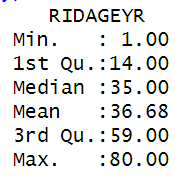 RIDAGEYR
Min.   : 1.00
1st Qu.:14.00
Median :35.00
Mean   :36.68
3rd Qu.:59.00
Max.   :80.00